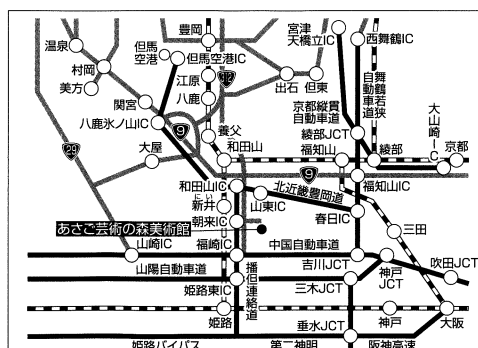 豊岡
宮津
天橋立IC
西舞鶴IC
温泉
但馬
空港
但馬空港IC
村岡
江原
312
出石
但東
舞鶴若狭
自動車道
美方
関宮
八鹿
京都縦貫
自動車道
大山崎IC
八鹿氷ノ山IC
9
養父
綾部JCT
29
大屋
和田山
福知山
綾部
京都
9
和田山IC
北近畿豊岡道
福知山IC
にい
新井
山東IC
朝来IC
春日IC
あさご芸術の森美術館
三田
山崎IC
福崎IC
中国自動車道
吉川JCT
神戸
JCT
吹田JCT
山陽自動車道
播但連絡道
姫路東IC
三木JCT
姫路
神戸
大阪
垂水JCT
姫路バイパス
第二神明
阪神高速